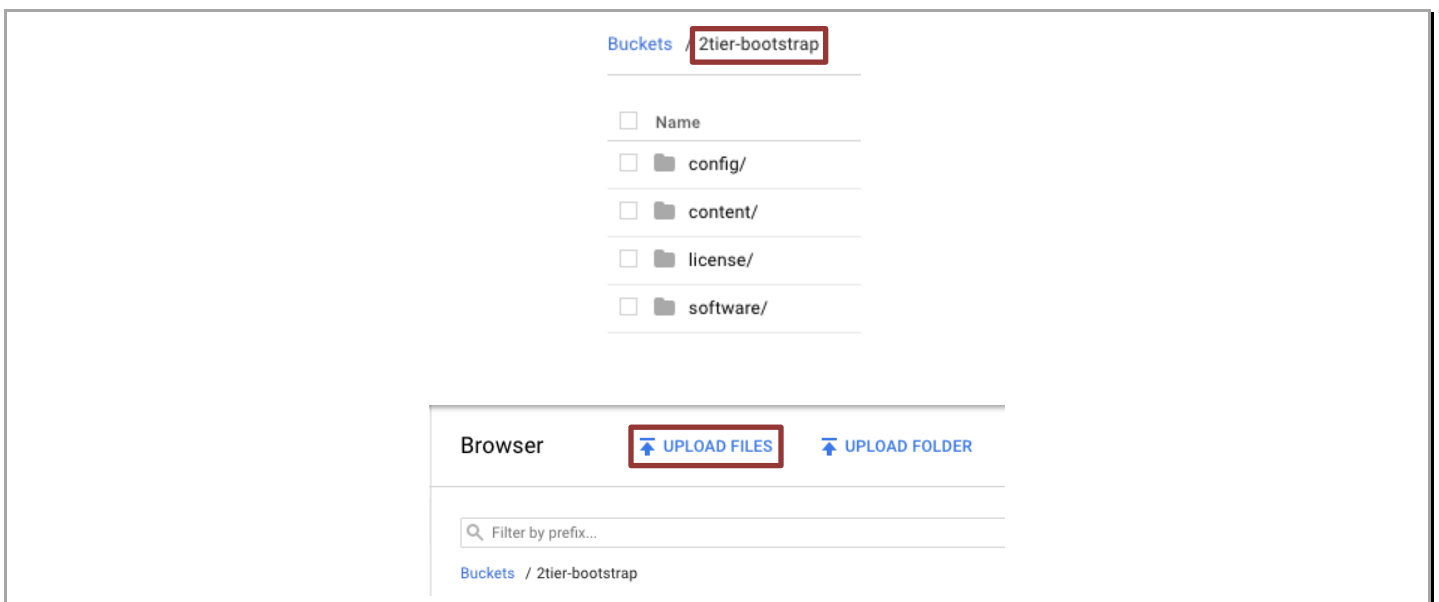 Buckets / 2tier-bootstrap
Name
config/
content/
license/
software/
Browser UPLOAD FILES UPLOAD FOLDER
Filter by prefix...
Buckets / 2tier-bootstrap